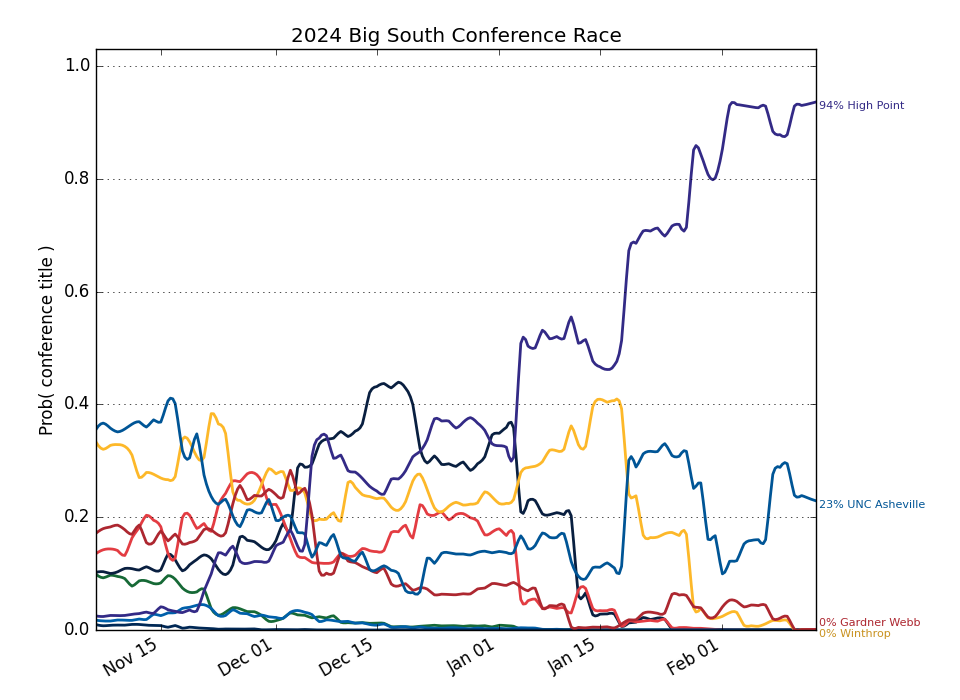 2024 Big South Conference Race
Prob( conference title )
1.0
0.8
0.6
0.4
0.2
0.0
Nov 15
Dec 01
Dec 15
Jan 01
Jan 15
Feb 01
94% High Point
23% UNC Asheville
0% Gardner Webb
0% Winthrop